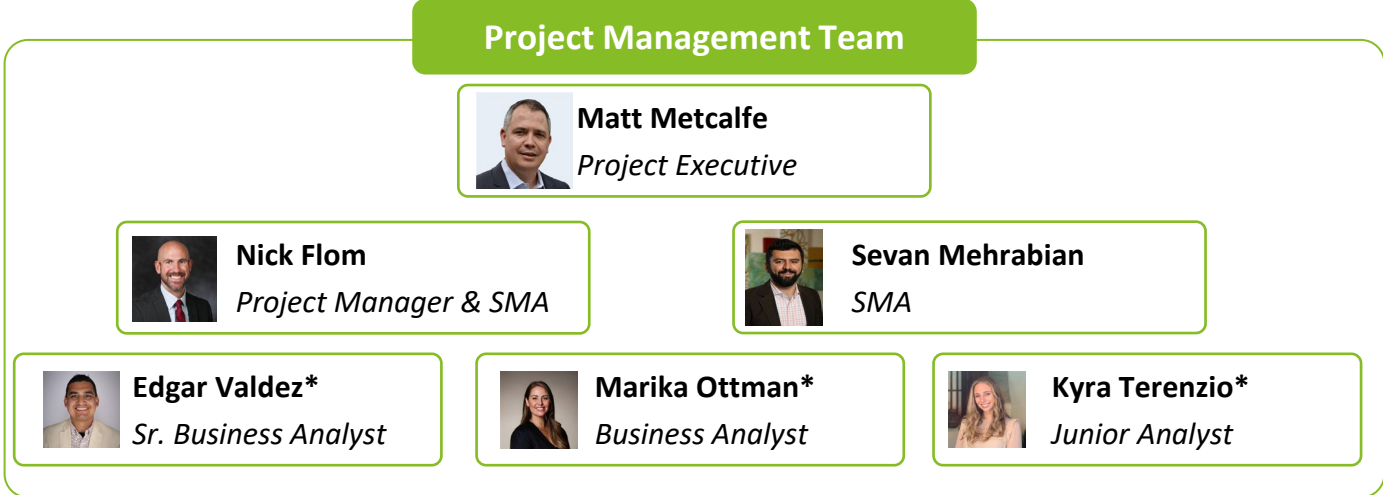 Project Management Team
Matt Metcalfe
Project Executive
Nick Flom
Project Manager & SMA
Sevan Mehrabian
SMA
Edgar Valdez*
Sr. Business Analyst
Marika Ottman*
Business Analyst
Kyra Terenzio*
Junior Analyst